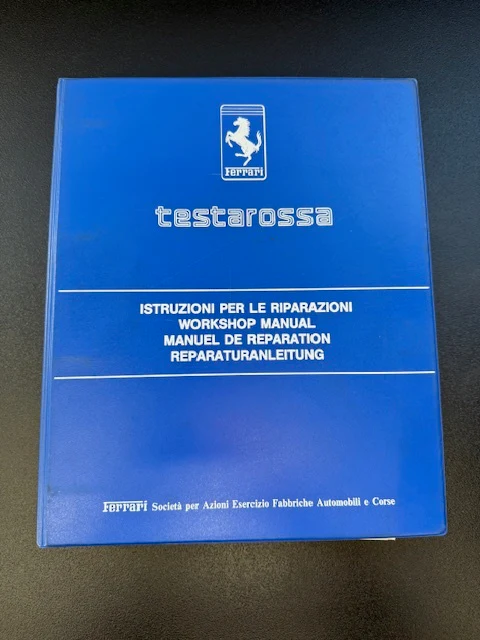 Ferrari
testarossa
ISTRUZIONI PER LE RIPARAZIONI
WORKSHOP MANUAL
MANUEL DE REPARATION
REPARATURANLEITUNG
Ferrari Società per Azioni Esercizio Fabbriche Automobili e Corse